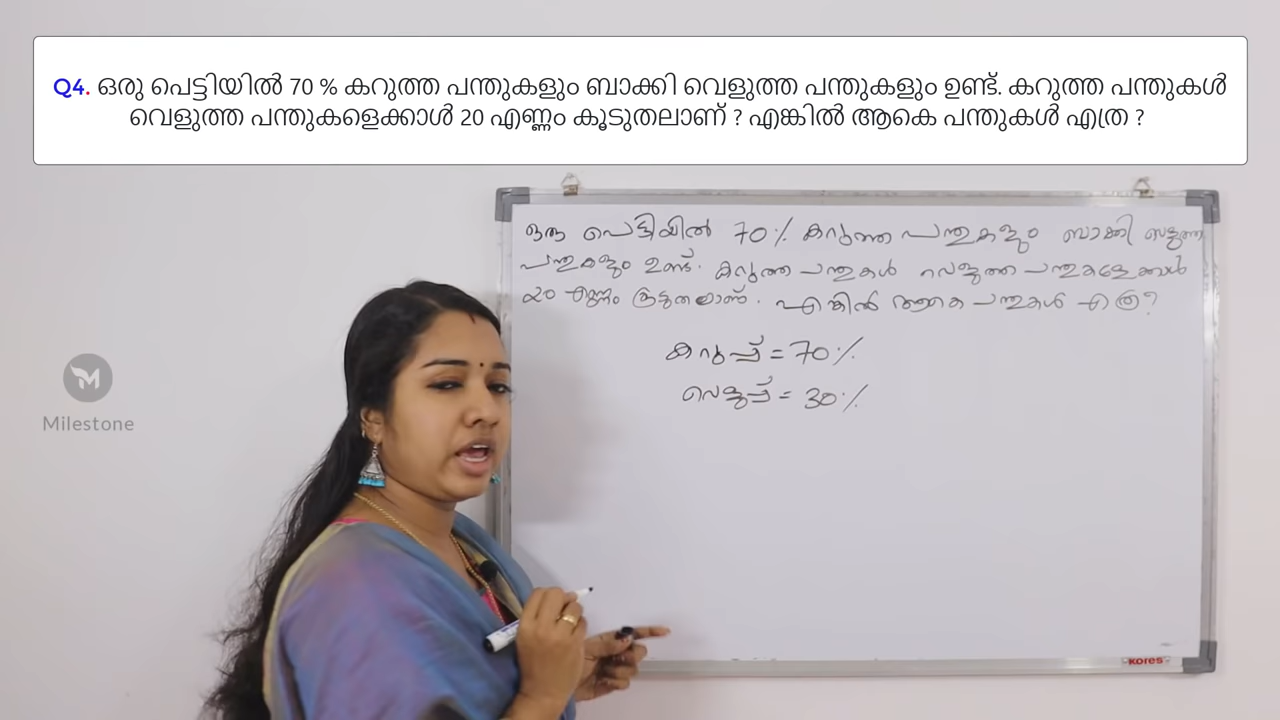 Q4. ഒരു പെട്ടിയിൽ 70 % കറുത്ത പന്തുകളും ബാക്കി വെളുത്ത പന്തുകളും ഉണ്ട്. കറുത്ത പന്തുകൾ
വെളുത്ത പന്തുകളെക്കാൾ 20 എണ്ണം കൂടുതലാണ് ? എങ്കിൽ ആകെ പന്തുകൾ എത്ര ?
ഒരു പെട്ടിയിൽ 70% കറുത്ത പന്തുകളും ബാക്കി വെളുത്ത
പന്തുകളും ഉണ്ട്. കറുത്ത പന്തുകൾ വെളുത്ത പന്തുകളേക്കാൾ
20 എണ്ണം കൂടുതലാണ്. എങ്കിൽ ആകെ പന്തുകൾ എത്ര?
കറുപ്പ് = 70%
വെളുപ്പ് = 30%
Milestone
KORES